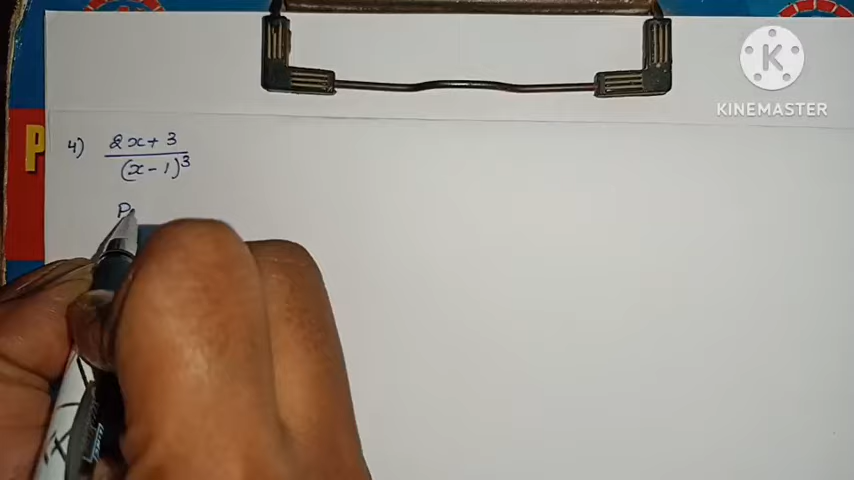 K
KINEMASTER
4) 2x + 3
(x - 1)^3
P